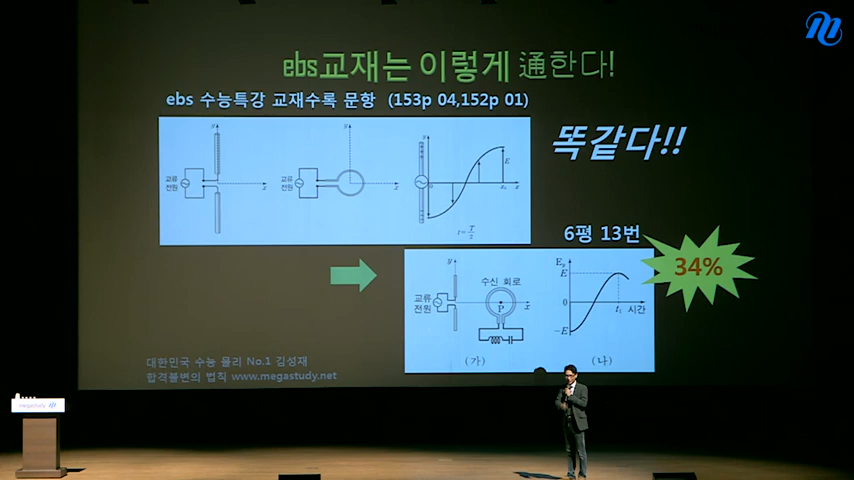 ebs교재는 이렇게 通한다!
ebs 수능특강 교재수록 문항 (153p 04,152p 01)
똑같다!!
y
교류
전원
x
y
교류
전원
x
y
E
0
x
t=T/2
6평 13번
34%
y
교류
전원
수신 회로
P
x
(가)
E
E
0
-E
t₁
시간
(나)
대한민국 수능 물리 No.1 김성재
합격불변의 법칙 www.megastudy.net
megastudy